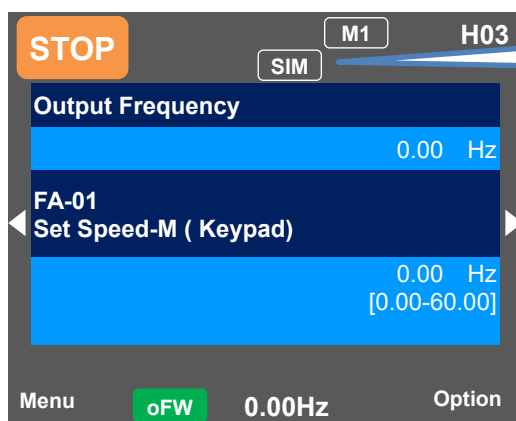 STOP
M1
H03
SIM
Output Frequency
0.00 Hz
FA-01
Set Speed-M ( Keypad)
0.00 Hz
[0.00-60.00]
Menu
oFW
0.00Hz
Option